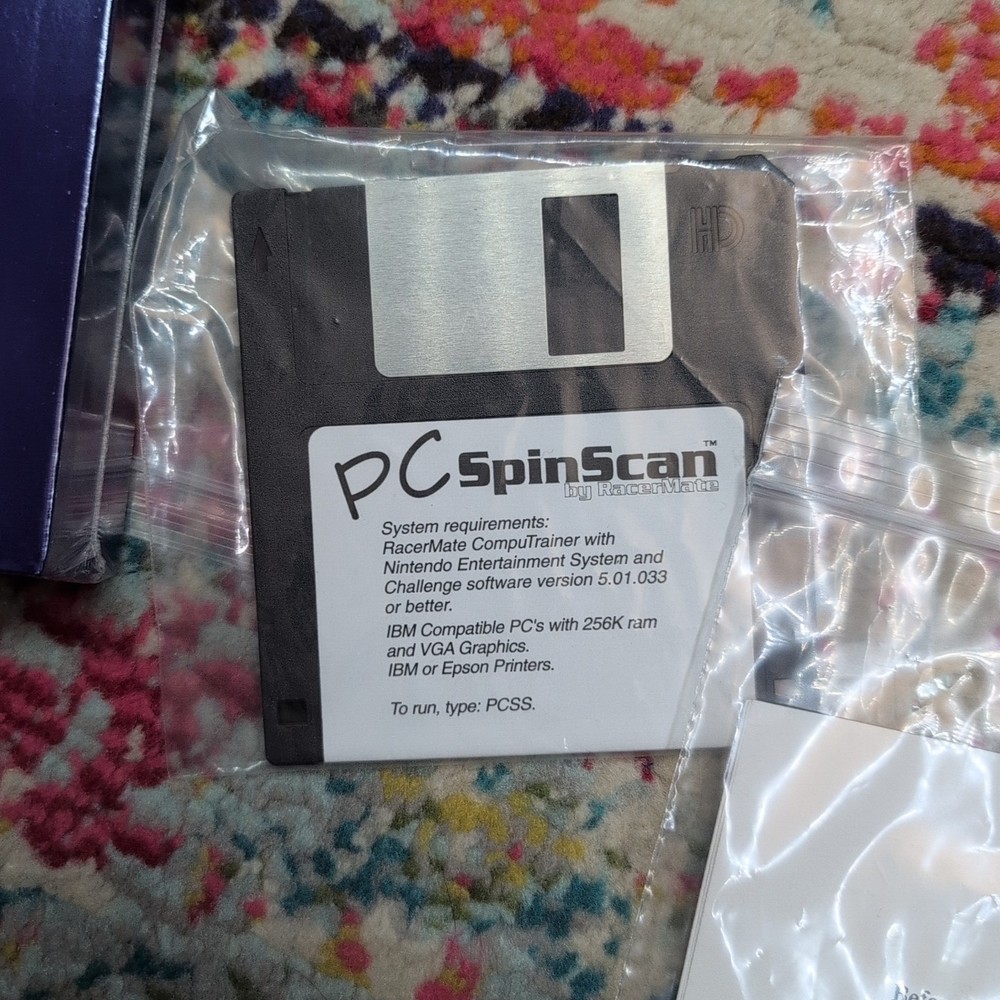 HD
PC SpinScan™
by RacerMate
System requirements:
RacerMate CompuTrainer with
Nintendo Entertainment System and
Challenge software version 5.01.033
or better.
IBM Compatible PC's with 256K ram
and VGA Graphics.
IBM or Epson Printers.
To run, type: PCSS.